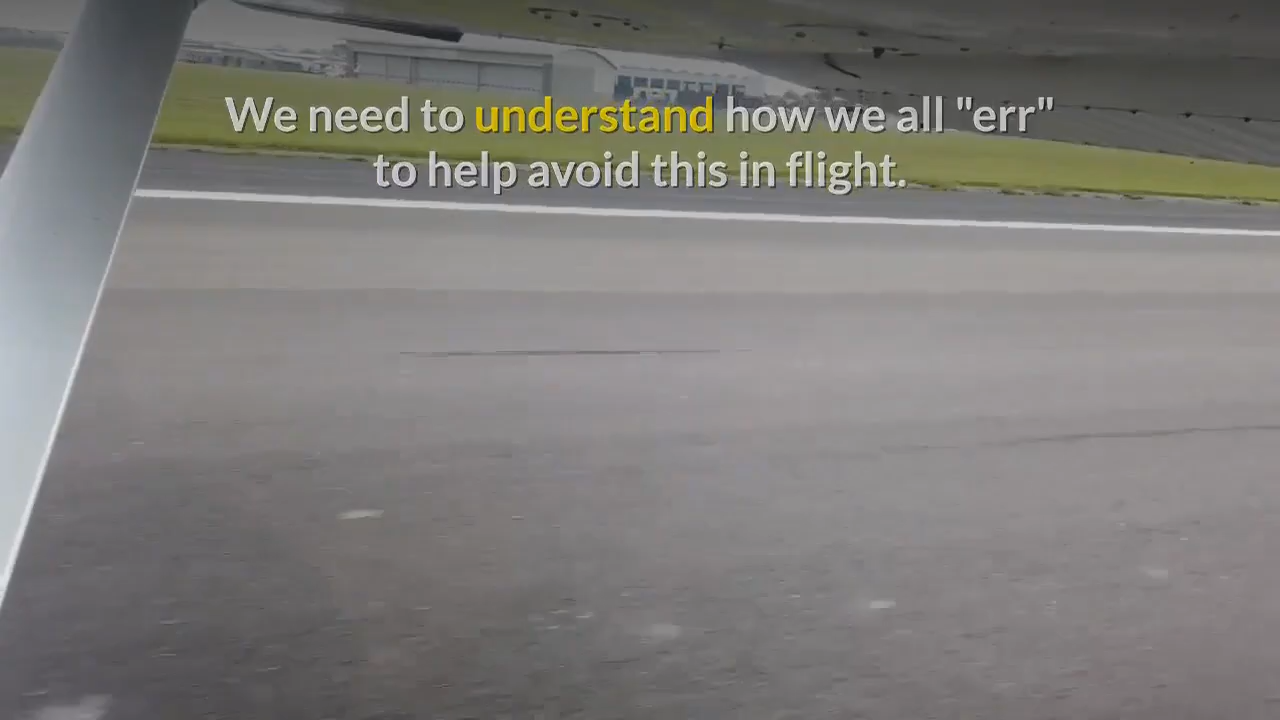 We need to understand how we all "err"
to help avoid this in flight.